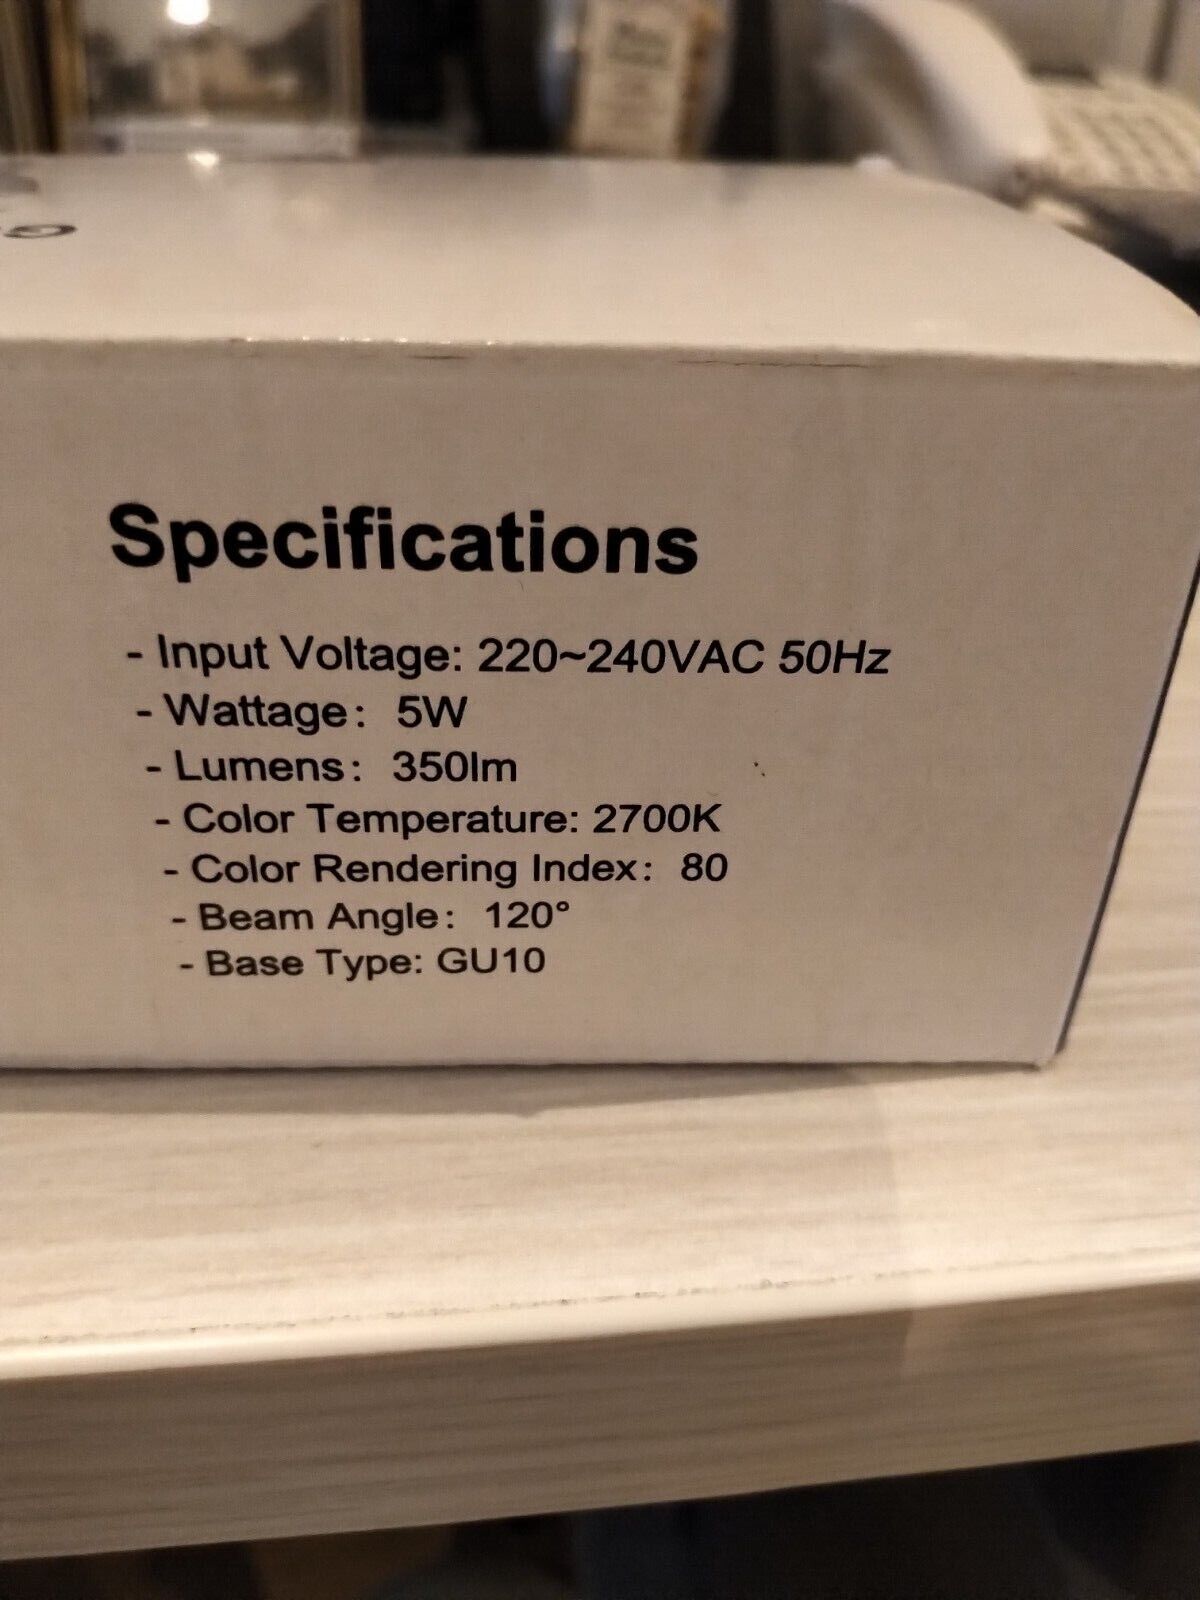 Specifications
- Input Voltage: 220~240VAC 50Hz
- Wattage: 5W
- Lumens: 350lm
- Color Temperature: 2700K
- Color Rendering Index: 80
- Beam Angle: 120°
- Base Type: GU10